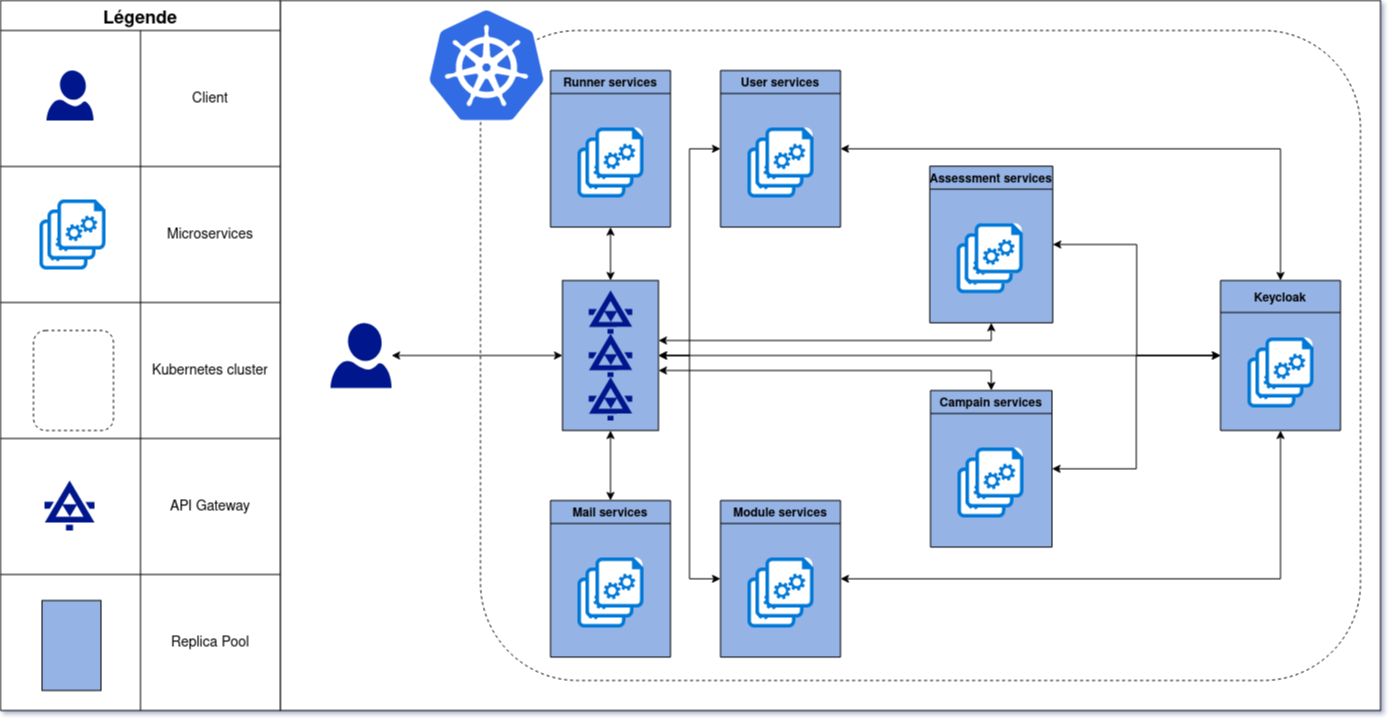 Légende
Client
Microservices
Kubernetes cluster
API Gateway
Replica Pool
Runner services
User services
Assessment services
Keycloak
Campain services
Mail services
Module services